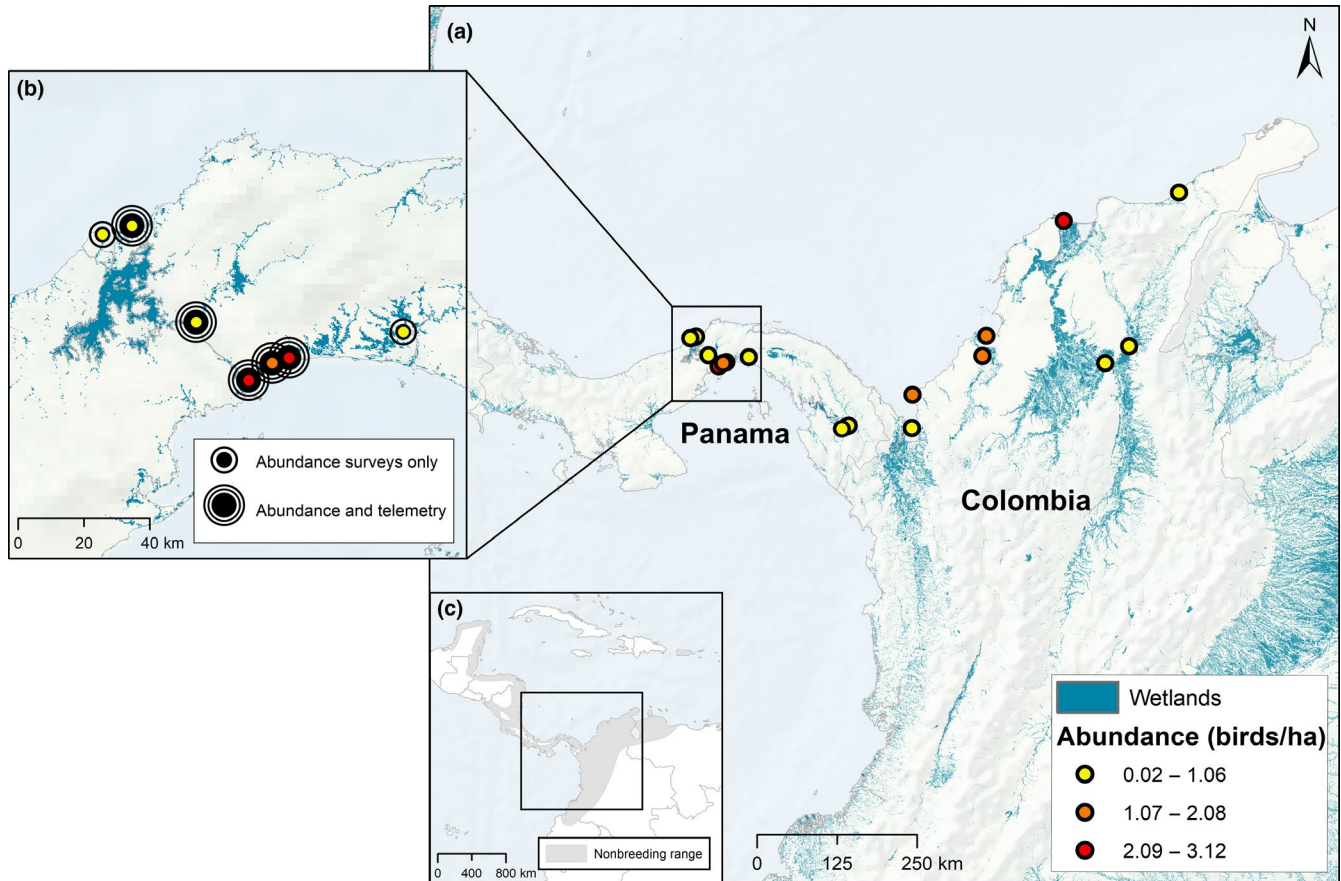 (a)
N
(b)
Abundance surveys only
Abundance and telemetry
0 20 40 km
Panama
Colombia
(c)
Nonbreeding range
0 400 800 km
0 125 250 km
Wetlands
Abundance (birds/ha)
0.02 – 1.06
1.07 – 2.08
2.09 – 3.12